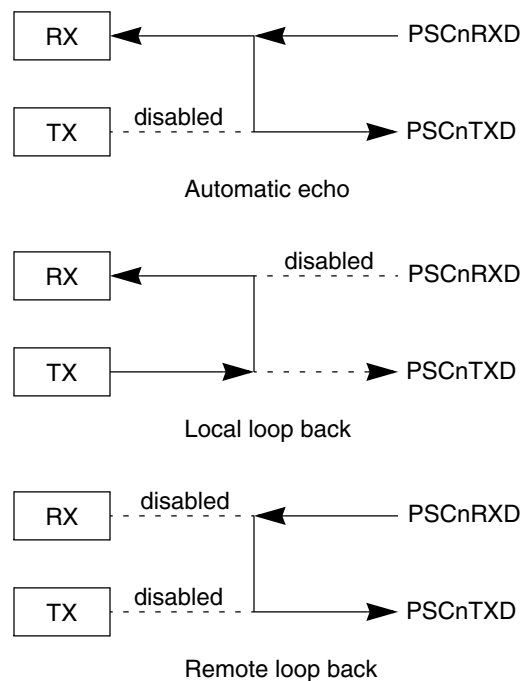 RX PSCnRXD
disabled
TX PSCnTXD
Automatic echo
disabled
RX PSCnRXD
TX PSCnTXD
Local loop back
disabled
RX PSCnRXD
disabled
TX PSCnTXD
Remote loop back